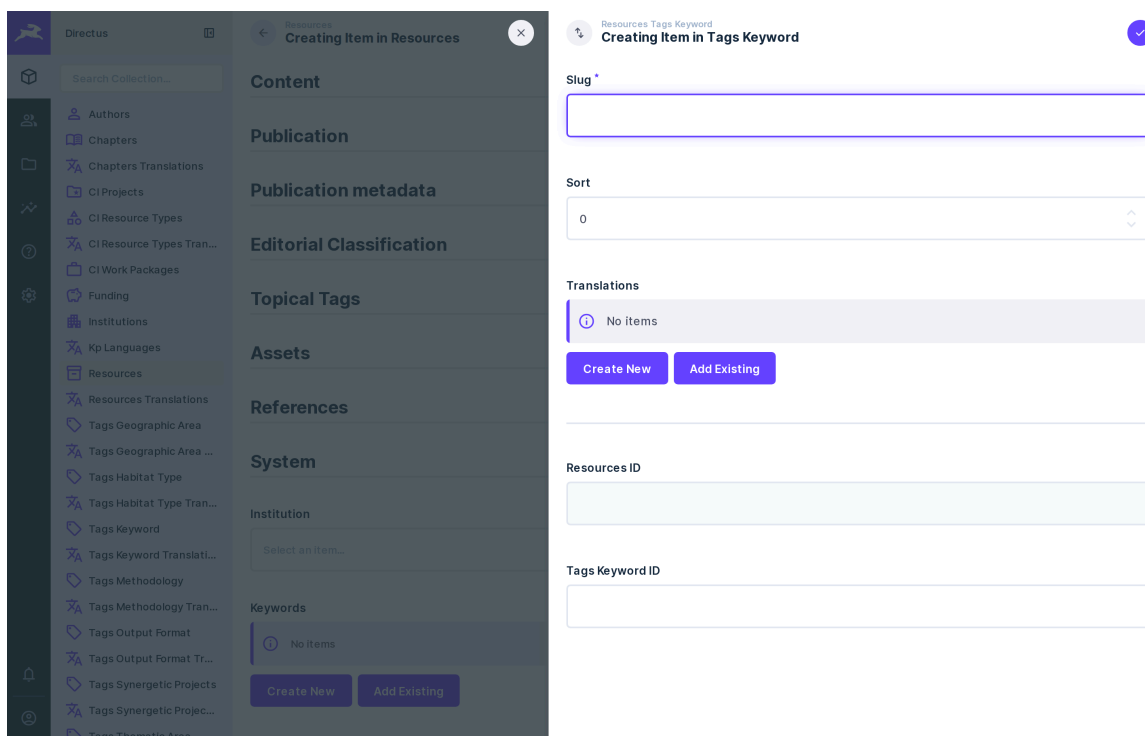 Directus
Search Collection...
Authors
Chapters
Chapters Translations
CI Projects
CI Resource Types
CI Resource Types Tran...
CI Work Packages
Funding
Institutions
Kp Languages
Resources
Resources Translations
Tags Geographic Area
Tags Geographic Area ...
Tags Habitat Type
Tags Habitat Type Tran...
Tags Keyword
Tags Keyword Translati...
Tags Methodology
Tags Methodology Tran...
Tags Output Format
Tags Output Format Tr...
Tags Synergetic Projects
Tags Synergetic Projec...
Tags Thematic Area
Resources
Creating Item in Resources
Content
Publication
Publication metadata
Editorial Classification
Topical Tags
Assets
References
System
Institution
Select an item...
Keywords
No items
Create New
Add Existing
Resources Tags Keyword
Creating Item in Tags Keyword
Slug *
Sort
0
Translations
No items
Create New
Add Existing
Resources ID
Tags Keyword ID